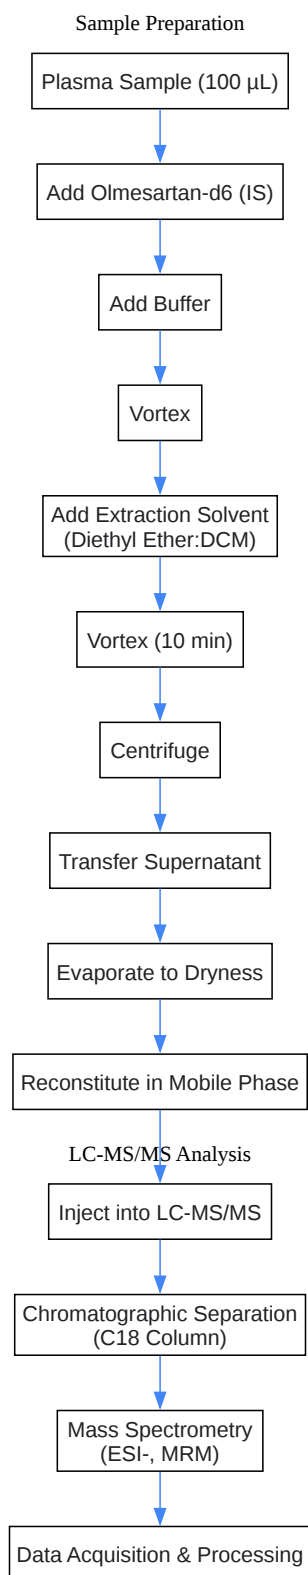 Sample Preparation
Plasma Sample (100 µL)
Add Olmesartan-d6 (IS)
Add Buffer
Vortex
Add Extraction Solvent
(Diethyl Ether:DCM)
Vortex (10 min)
Centrifuge
Transfer Supernatant
Evaporate to Dryness
Reconstitute in Mobile Phase
LC-MS/MS Analysis
Inject into LC-MS/MS
Chromatographic Separation
(C18 Column)
Mass Spectrometry
(ESI-, MRM)
Data Acquisition & Processing